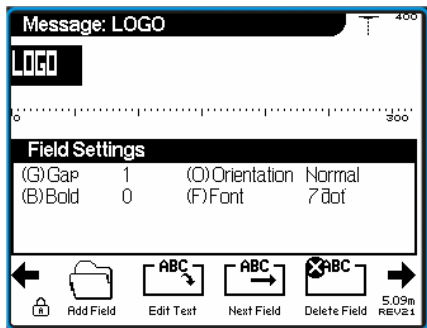 Message: LOGO
400
LOGO
0 300
Field Settings
(G) Gap 1 (O) Orientation Normal
(B) Bold 0 (F) Font 7 dot
ABC ABC ABC
Add Field Edit Text Next Field Delete Field 5.09m
REV21